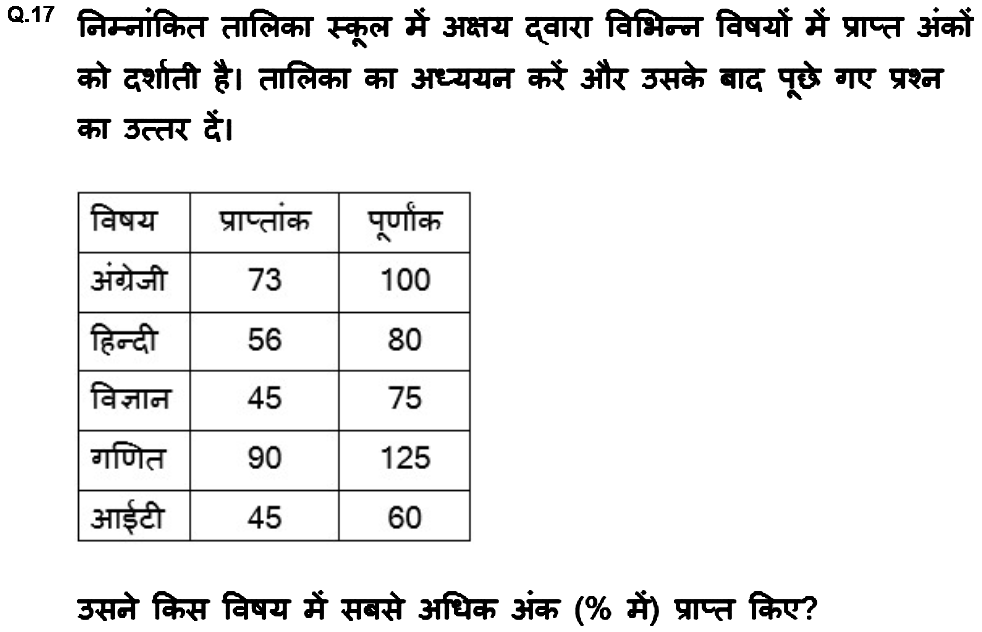 Q.17 निम्नांकित तालिका स्कूल में अक्षय द्वारा विभिन्न विषयों में प्राप्त अंकों
को दर्शाती है। तालिका का अध्ययन करें और उसके बाद पूछे गए प्रश्न
का उत्तर दें।
विषय प्राप्तांक पूर्णांक
अंग्रेजी 73 100
हिन्दी 56 80
विज्ञान 45 75
गणित 90 125
आईटी 45 60
उसने किस विषय में सबसे अधिक अंक (% में) प्राप्त किए?